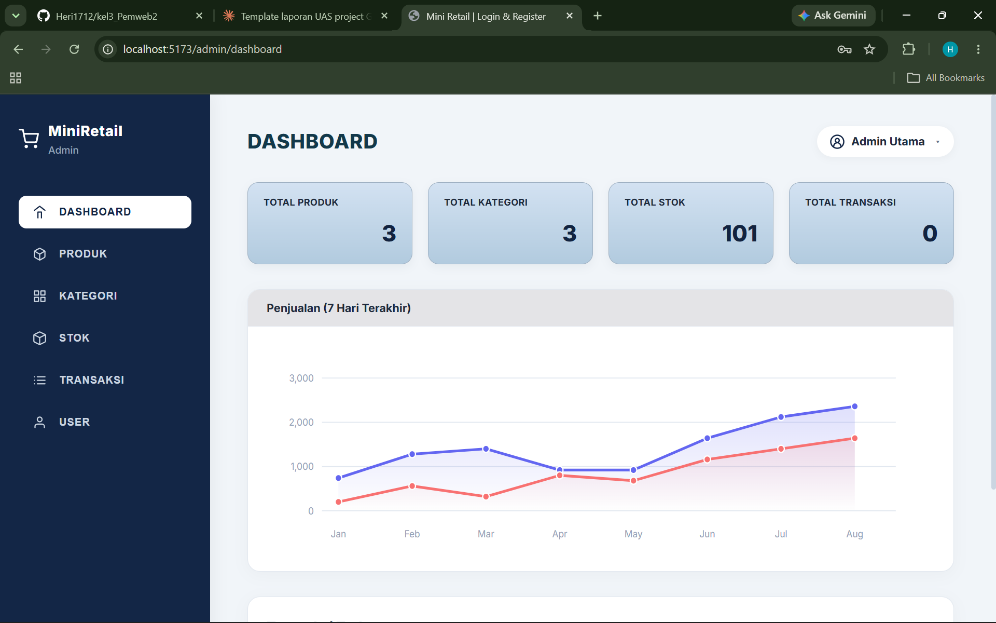 Heri1712/kel3_Pemweb2
Template laporan UAS project C
Mini Retail | Login & Register
Ask Gemini
localhost:5173/admin/dashboard
H
All Bookmarks
MiniRetail
Admin
DASHBOARD
PRODUK
KATEGORI
STOK
TRANSAKSI
USER
DASHBOARD
Admin Utama
TOTAL PRODUK
3
TOTAL KATEGORI
3
TOTAL STOK
101
TOTAL TRANSAKSI
0
Penjualan (7 Hari Terakhir)
3,000
2,000
1,000
0
Jan Feb Mar Apr May Jun Jul Aug